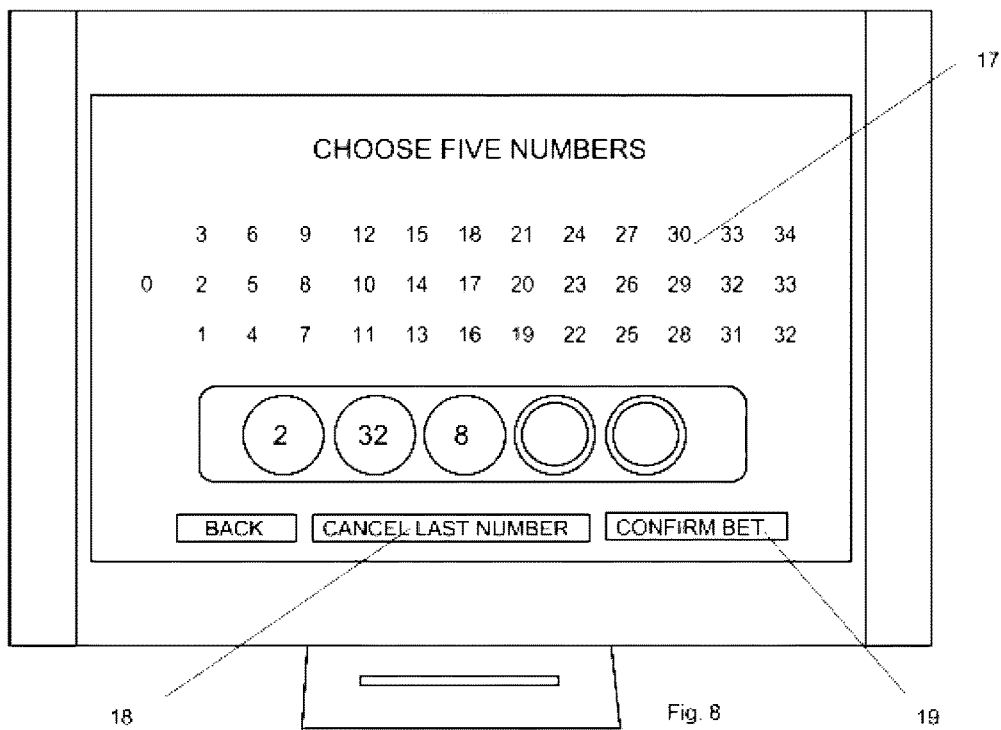 17
CHOOSE FIVE NUMBERS
3 6 9 12 15 18 21 24 27 30 33 34
0 2 5 8 10 14 17 20 23 26 29 32 33
1 4 7 11 13 16 19 22 25 28 31 32
2 32 8
BACK CANCEL LAST NUMBER CONFIRM BET.
18 Fig. 8 19